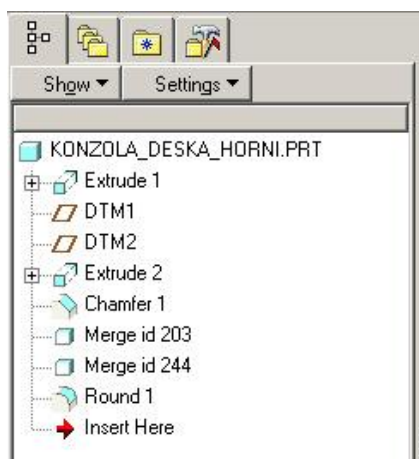 Show Settings
KONZOLA_DESKA_HORNI.PRT
Extrude 1
DTM1
DTM2
Extrude 2
Chamfer 1
Merge id 203
Merge id 244
Round 1
Insert Here